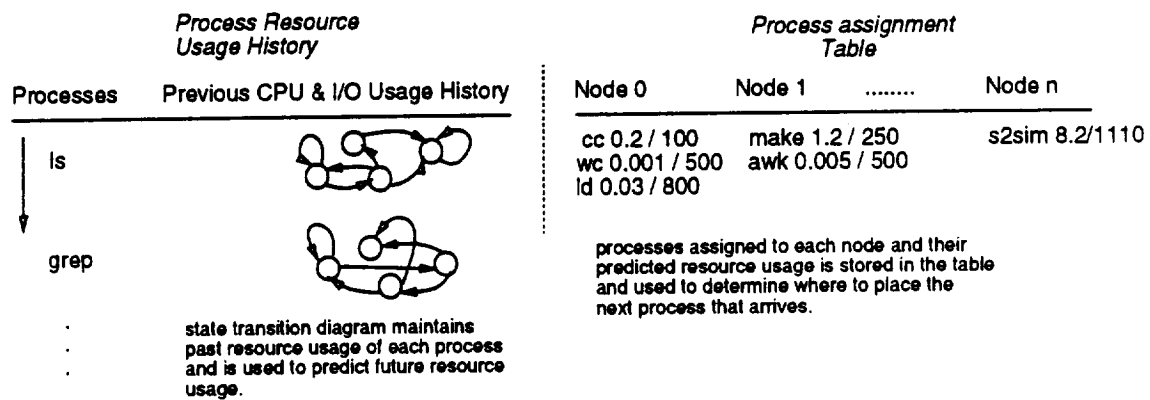 Process Resource
Usage History
Processes Previous CPU & I/O Usage History
ls
grep
.
.
.
state transition diagram maintains
past resource usage of each process
and is used to predict future resource
usage.
Process assignment
Table
Node 0 Node 1 ........ Node n
cc 0.2 / 100 make 1.2 / 250 s2sim 8.2/1110
wc 0.001 / 500 awk 0.005 / 500
ld 0.03 / 800
processes assigned to each node and their
predicted resource usage is stored in the table
and used to determine where to place the
next process that arrives.